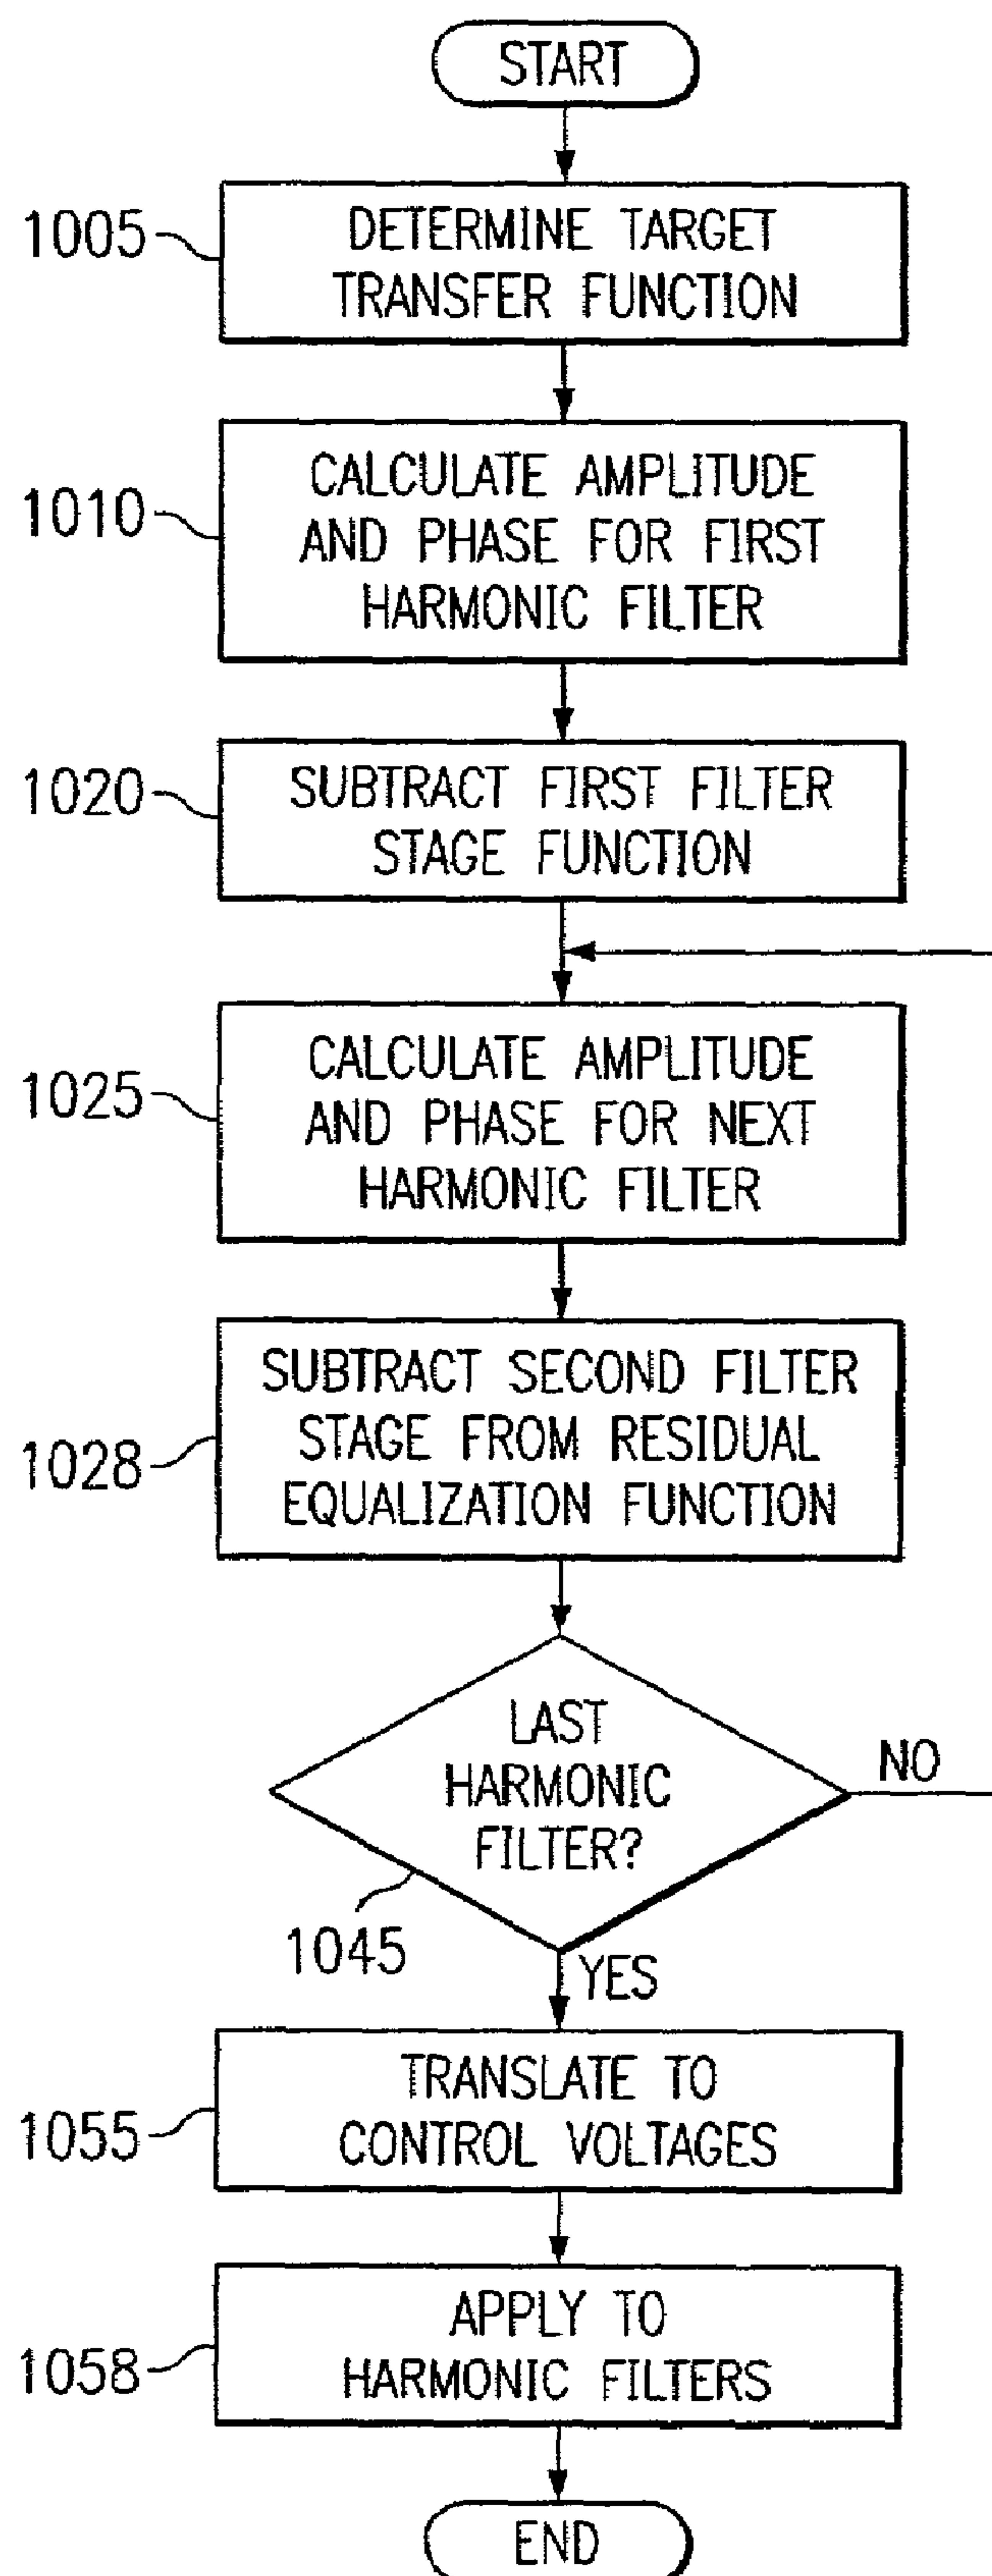 START
1005
DETERMINE TARGET
TRANSFER FUNCTION
1010
CALCULATE AMPLITUDE
AND PHASE FOR FIRST
HARMONIC FILTER
1020
SUBTRACT FIRST FILTER
STAGE FUNCTION
1025
CALCULATE AMPLITUDE
AND PHASE FOR NEXT
HARMONIC FILTER
1028
SUBTRACT SECOND FILTER
STAGE FROM RESIDUAL
EQUALIZATION FUNCTION
LAST
HARMONIC
FILTER?
NO
1045
YES
1055
TRANSLATE TO
CONTROL VOLTAGES
1058
APPLY TO
HARMONIC FILTERS
END